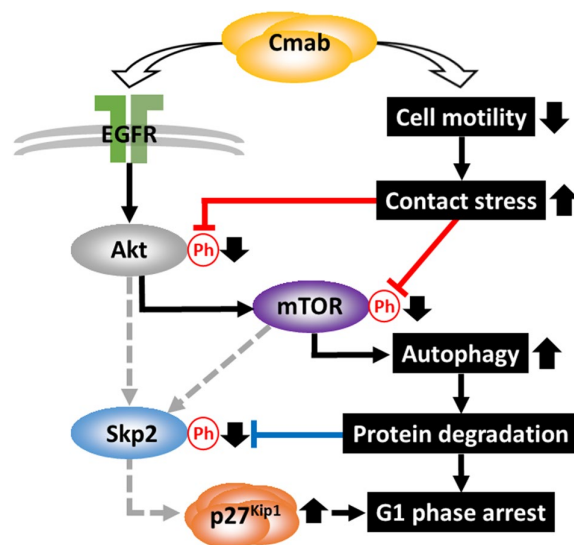 Cmab
EGFR
Cell motility
Contact stress
Akt
Ph
mTOR
Ph
Autophagy
Skp2
Ph
Protein degradation
p27Kip1
G1 phase arrest